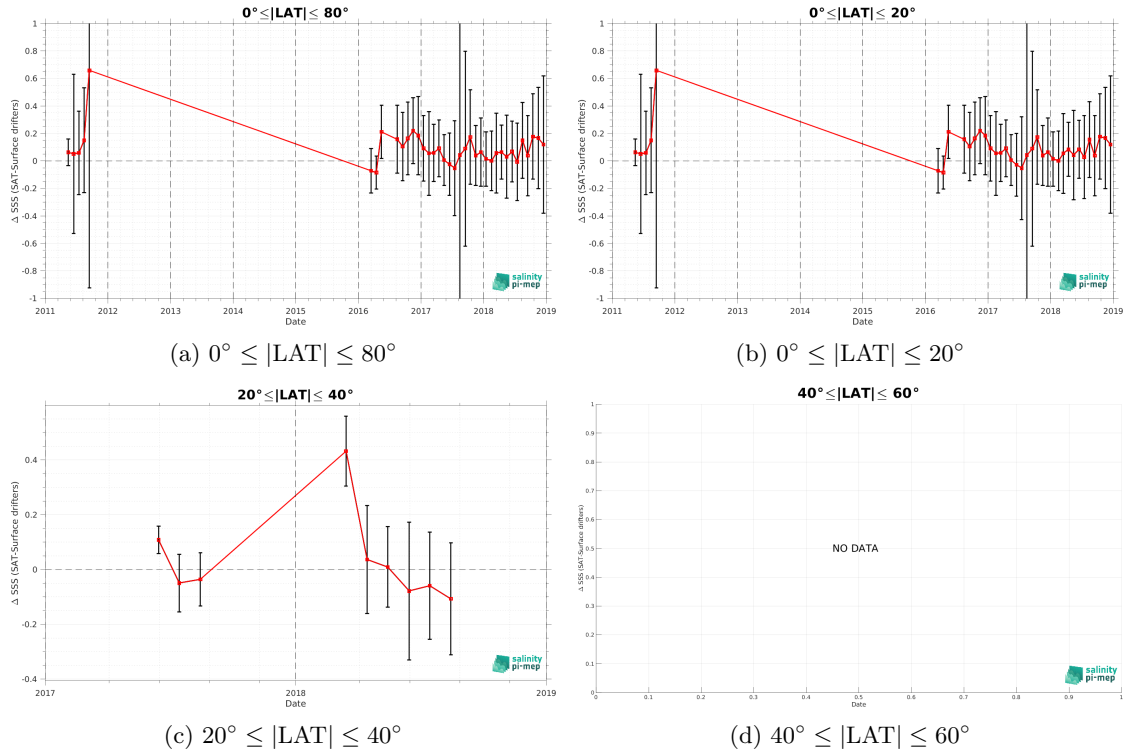 0°≤|LAT|≤ 80°
Δ SSS (SAT-Surface drifters)
1
0.8
0.6
0.4
0.2
0
-0.2
-0.4
-0.6
-0.8
-1
2011 2012 2013 2014 2015 2016 2017 2018 2019
Date
salinity
pi-mep
(a) 0° ≤ |LAT| ≤ 80°
0°≤|LAT|≤ 20°
Δ SSS (SAT-Surface drifters)
1
0.8
0.6
0.4
0.2
0
-0.2
-0.4
-0.6
-0.8
-1
2011 2012 2013 2014 2015 2016 2017 2018 2019
Date
salinity
pi-mep
(b) 0° ≤ |LAT| ≤ 20°
20°≤|LAT|≤ 40°
Δ SSS (SAT-Surface drifters)
0.4
0.2
0
-0.2
-0.4
2017 2018 2019
Date
salinity
pi-mep
(c) 20° ≤ |LAT| ≤ 40°
40°≤|LAT|≤ 60°
Δ SSS (SAT-Surface drifters)
1
0.9
0.8
0.7
0.6
0.5
0.4
0.3
0.2
0.1
0
NO DATA
0 0.1 0.2 0.3 0.4 0.5 0.6 0.7 0.8 0.9 1
Date
salinity
pi-mep
(d) 40° ≤ |LAT| ≤ 60°